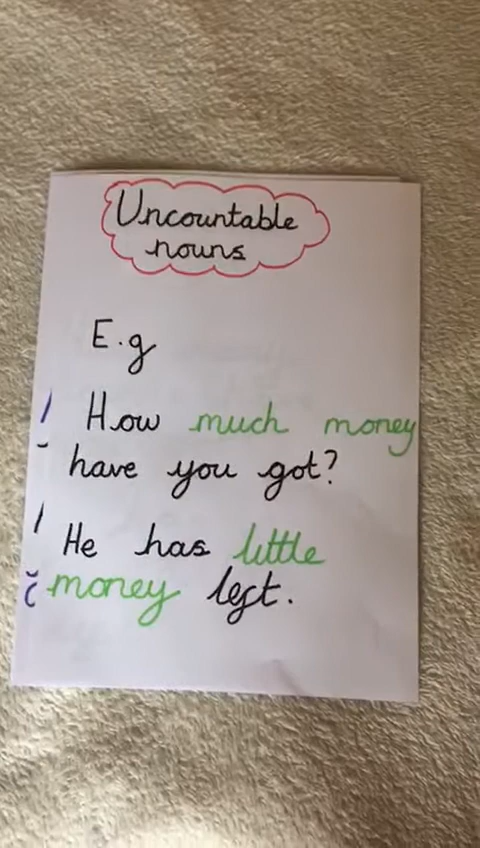 Uncountable
nouns
E.g
How much money
have you got?
He has little
money left.